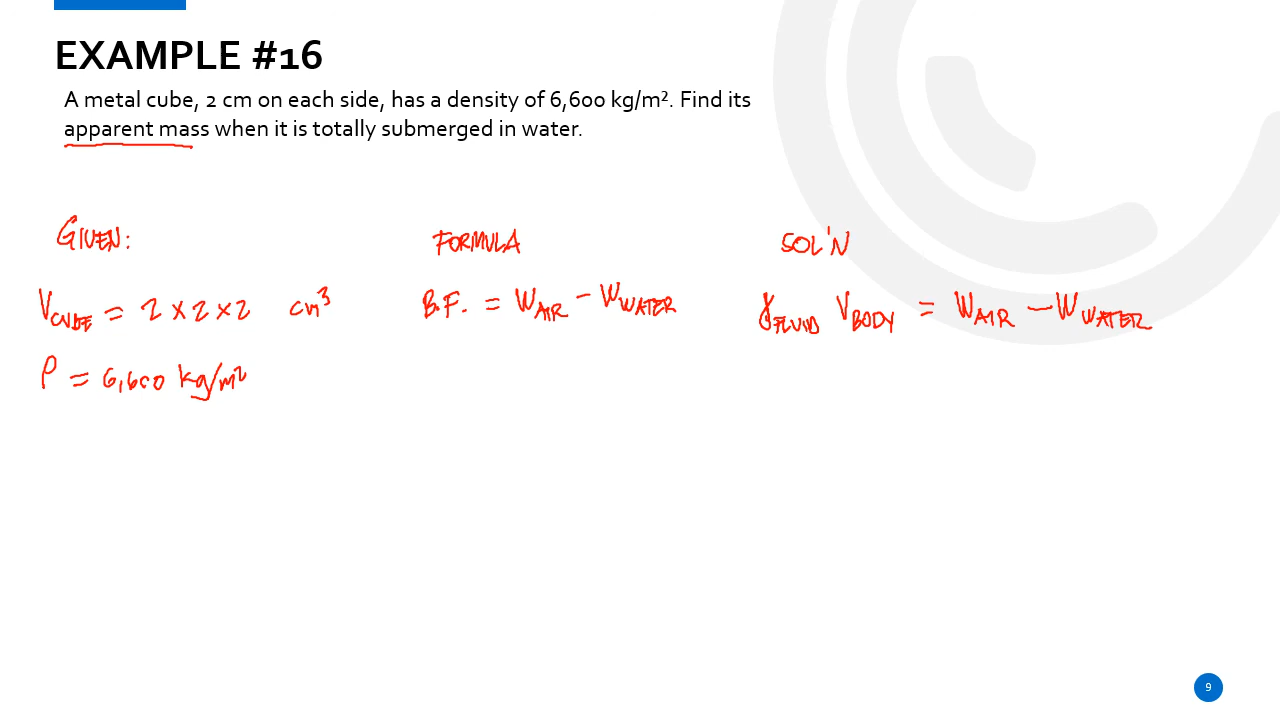 EXAMPLE #16
A metal cube, 2 cm on each side, has a density of 6,600 kg/m². Find its
apparent mass when it is totally submerged in water.
GIVEN:
V_CUBE = 2 × 2 × 2 cm³
ρ = 6,600 kg/m²
FORMULA
B.F. = W_AIR − W_WATER
SOL'N
γ_FLUID V_BODY = W_AIR − W_WATER
9